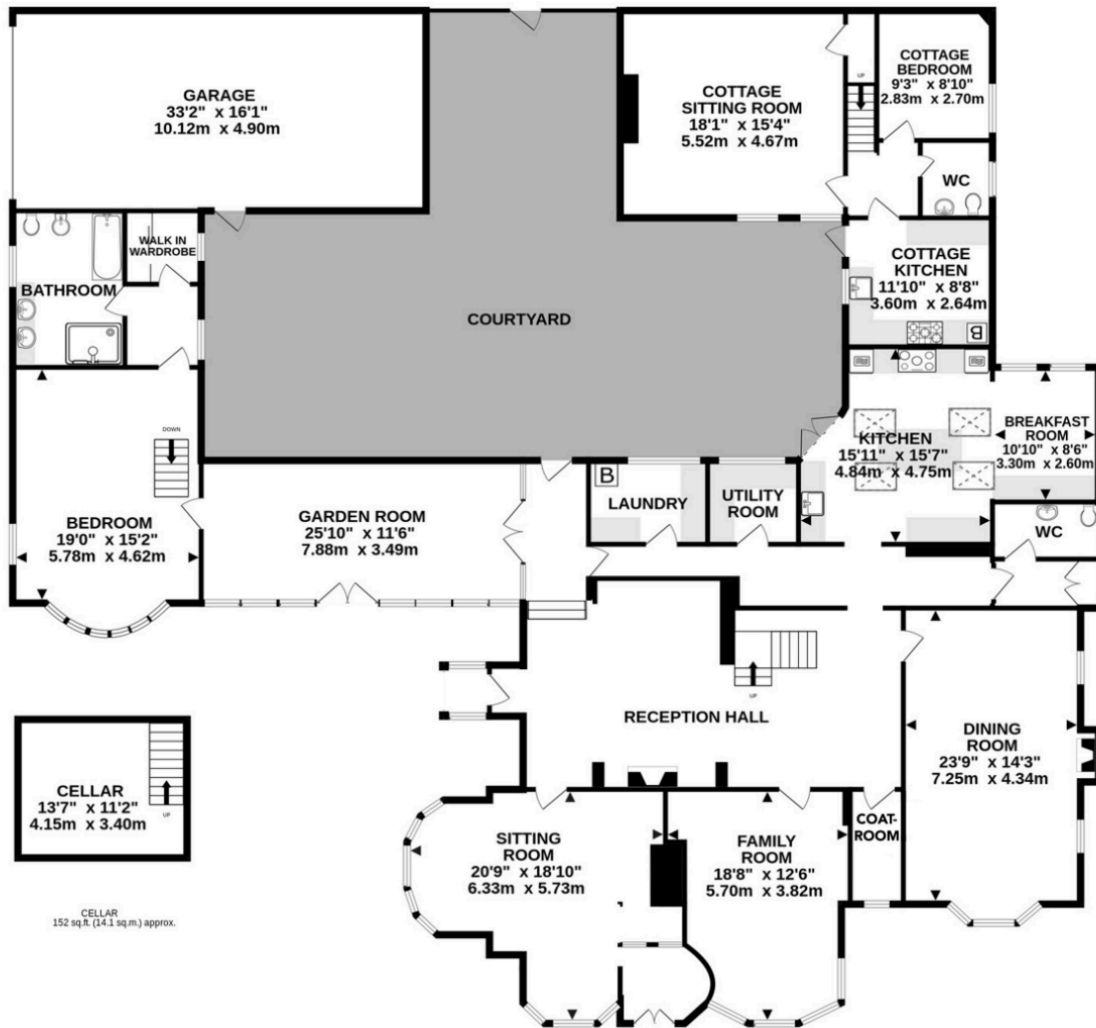 GARAGE
33'2" x 16'1"
10.12m x 4.90m
COTTAGE
SITTING ROOM
18'1" x 15'4"
5.52m x 4.67m
UP
COTTAGE
BEDROOM
9'3" x 8'10"
2.83m x 2.70m
WC
WALK IN
WARDROBE
BATHROOM
COURTYARD
COTTAGE
KITCHEN
11'10" x 8'8"
3.60m x 2.64m
B
KITCHEN
15'11" x 15'7"
4.84m x 4.75m
BREAKFAST
ROOM
10'10" x 8'6"
3.30m x 2.60m
DOWN
BEDROOM
19'0" x 15'2"
5.78m x 4.62m
GARDEN ROOM
25'10" x 11'6"
7.88m x 3.49m
B
LAUNDRY
UTILITY
ROOM
WC
UP
RECEPTION HALL
DINING
ROOM
23'9" x 14'3"
7.25m x 4.34m
CELLAR
13'7" x 11'2"
4.15m x 3.40m
UP
SITTING
ROOM
20'9" x 18'10"
6.33m x 5.73m
FAMILY
ROOM
18'8" x 12'6"
5.70m x 3.82m
COAT-
ROOM
CELLAR
152 sq.ft. (14.1 sq.m.) approx.